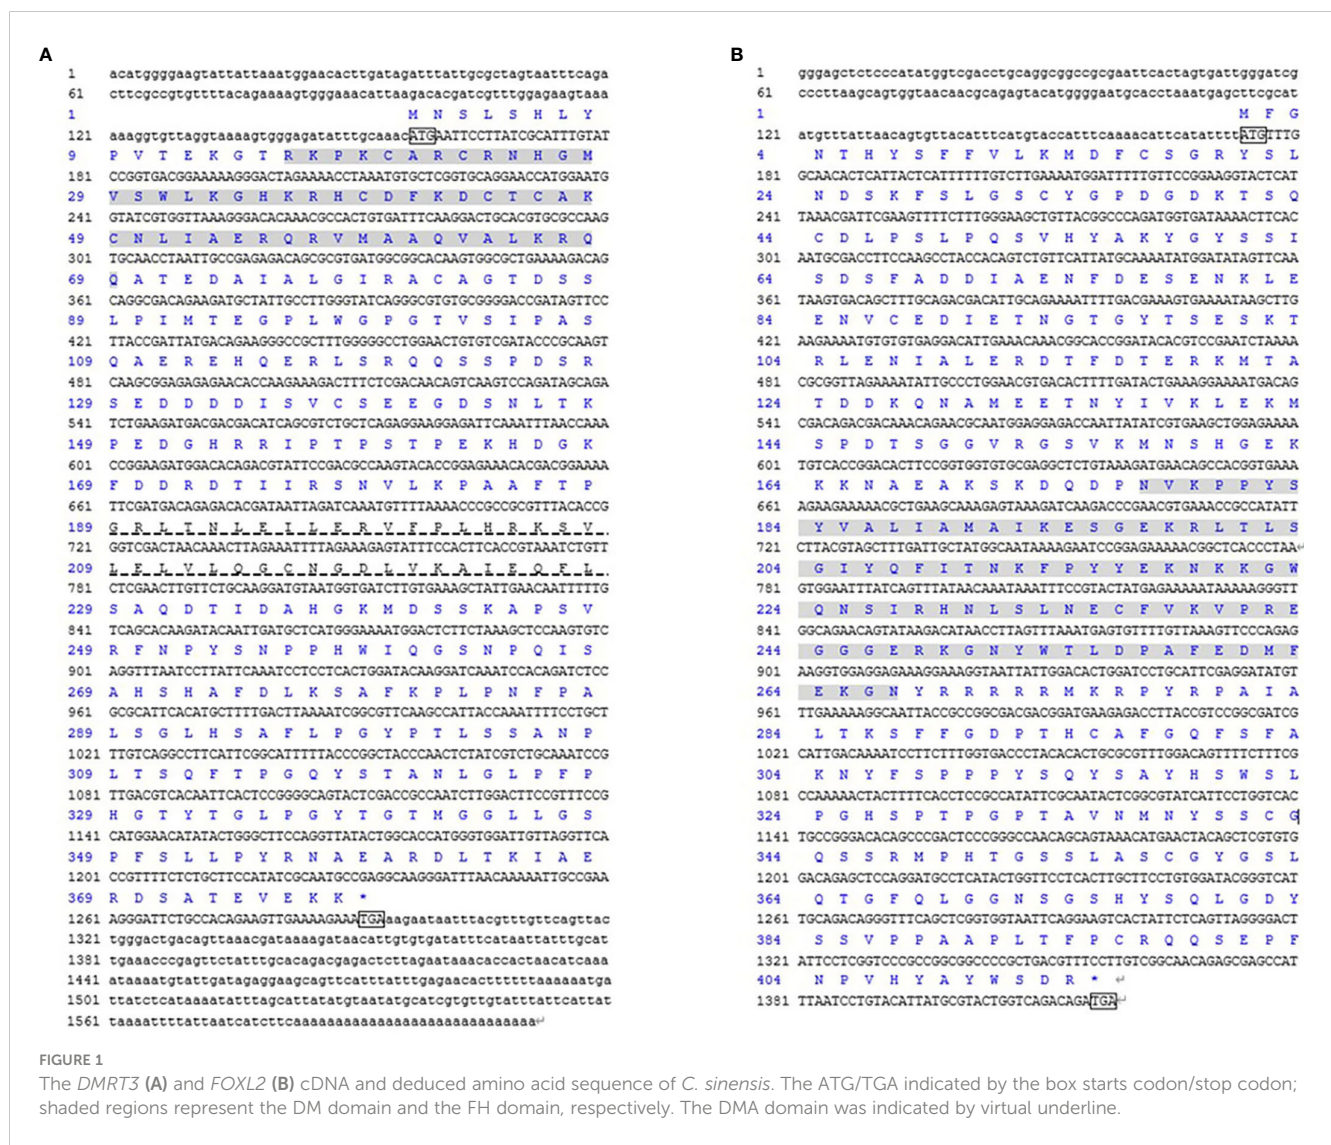 A
1 acatggggaagtattattaaatggaacacttgatagatttattgcgctagtaatttcaga
61 cttcgccgtgttttacagaaaagtgggaaacattaagacacgatcgtttggagaagtaaa
1 M N S L S H L Y
121 aaaggtgttaggtaaaagtgggagatatttgcaaacATGAATTCCTTATCGCATTTGTAT
9 P V T E K G T R K P K C A R C R N H G M
181 CCGGTGACGGAAAAGGGACTAGAAAACCTAAATGTGCTCGGTGCAGGAACCATGGAATG
29 V S W L K G H K R H C D F K D C T C A K
241 GTATCGTGGTTAAAGGGACACAAACGCCACTGTGATTTCAAGGACTGCACGTGCGCCAAG
49 C N L I A E R Q R V M A A Q V A L K R Q
301 TGCAACCTAATTGCCGAGAGACAGCGCGTGATGGCGGCACAAGTGGCGCTGAAAAGACAG
69 Q A T E D A I A L G I R A C A G T D S S
361 CAGGCGACAGAAGATGCTATTGCCTTGGGTATCAGGGCGTGTGCGGGGACCGATAGTTCC
89 L P I M T E G P L W G P G T V S I P A S
421 TTACCGATTATGACAGAAGGGCCGCTTTGGGGGCCTGGAACTGTGTCGATACCCGCAAGT
109 Q A E R E H Q E R L S R Q Q S S P D S R
481 CAAGCGGAGAGAGAACACCAAGAAAGACTTTCTCGACAACAGTCAAGTCCAGATAGCAGA
129 S E D D D D I S V C S E E G D S N L T K
541 TCTGAAGATGACGACGACATCAGCGTCTGCTCAGAGGAAGGAGATTCAAATTTAACCAAA
149 P E D G H R R I P T P S T P E K H D G K
601 CCGGAAGATGGACACAGACGTATTCCGACGCCAAGTACACCGGAGAAACACGACGGAAAA
169 F D D R D T I I R S N V L K P A A F T P
661 TTCGATGACAGAGACACGATAATTAGATCAAATGTTTTAAAACCCGCCGCGTTTACACCG
189 G R L T N L E I L E R V F P L H R K S V
721 GGTCGACTAACAAACTTAGAAATTTTAGAAAGAGTATTTCCACTTCACCGTAAATCTGTT
209 L E L V L Q G C N G D L V K A I E Q F L
781 CTCGAACTTGTTCTGCAAGGATGTAATGGTGATCTTGTGAAAGCTATTGAACAATTTTTG
229 S A Q D T I D A H G K M D S S K A P S V
841 TCAGCACAAGATACAATTGATGCTCATGGGAAAATGGACTCTTCTAAAGCTCCAAGTGTC
249 R F N P Y S N P P H W I Q G S N P Q I S
901 AGGTTTAATCCTTATTCAAATCCTCCTCACTGGATACAAGGATCAAATCCACAGATCTCC
269 A H S H A F D L K S A F K P L P N F P A
961 GCGCATTCACATGCTTTTGACTTAAAATCGGCGTTCAAGCCATTACCAAATTTTCCTGCT
289 L S G L H S A F L P G Y P T L S S A N P
1021 TTGTCAGGCCTTCATTCGGCATTTTTACCCGGCTACCCAACTCTATCGTCTGCAAATCCG
309 L T S Q F T P G Q Y S T A N L G L P F P
1081 TTGACGTCACAATTCACTCCGGGGCAGTACTCGACCGCCAATCTTGGACTTCCGTTTCCG
329 H G T Y T G L P G Y T G T M G G L L G S
1141 CATGGAACATATACTGGGCTTCCAGGTTATACTGGCACCATGGGTGGATTGTTAGGTTCA
349 P F S L L P Y R N A E A R D L T K I A E
1201 CCGTTTTCTCTGCTTCCATATCGCAATGCCGAGGCAAGGGATTTAACAAAAATTGCCGAA
369 R D S A T E V E K K *
1261 AGGGATTCTGCCACAGAAGTTGAAAAGAAATGAaagaataatttacgtttgttcagttac
1321 tgggactgacagttaaacgataaaagataacattgtgtgatatttcataattatttgcat
1381 tgaaacccgagttctatttgcacagacgagactcttagaataaacaccactaacatcaaa
1441 ataaaatgtattgatagaggaagcagttcatttatttgagaacacttttttttaaaaaatga
1501 ttatctcataaaatatttagcattatatgtaatatgcatcgtgttgtatttattcattat
1561 taaaattttattaatcatcttcaaaaaaaaaaaaaaaaaaaaaaaaaaaaa↵
B
1 gggagctctcccatatggtcgacctgcaggcggccgcgaattcactagtgattgggatcg
61 cccttaagcagtggtaacaacgcagagtacatggggaatgcacctaaatgagcttcgcat
1 M F G
121 atgtttattaacagtgttacatttcatgtaccatttcaaaacattcatattttATGTTTG
4 N T H Y S F F V L K M D F C S G R Y S L
181 GCAACACTCATTACTCATTTTTTGTCTTGAAAATGGATTTTTGTTCCGGAAGGTACTCAT
24 N D S K F S L G S C Y G P D G D K T S Q
241 TAAACGATTCGAAGTTTTCTTTGGGAAGCTGTTACGGCCCAGATGGTGATAAAACTTCAC
44 C D L P S L P Q S V H Y A K Y G Y S S I
301 AATGCGACCTTCCAAGCCTACCACAGTCTGTTCATTATGCAAAATATGGATATAGTTCAA
64 S D S F A D D I A E N F D E S E N K L E
361 TAAGTGACAGCTTTGCAGACGACATTGCAGAAAATTTTGACGAAAGTGAAAATAAGCTTG
84 E N V C E D I E T N G T G Y T S E S K T
421 AAGAAAATGTGTGTGAGGACATTGAAACAAACGGCACCGGATACACGTCCGAATCTAAAA
104 R L E N I A L E R D T F D T E R K M T A
481 CGCGGTTAGAAAATATTGCCCTGGAACGTGACACTTTTGATACTGAAAGGAAAATGACAG
124 T D D K Q N A M E E T N Y I V K L E K M
541 CGACAGACGACAAACAGAACGCAATGGAGGAGACCAATTATATCGTGAAGCTGGAGAAAA
144 S P D T S G G V R G S V K M N S H G E K
601 TGTCACCGGACACTTCCGGTGGTGTGCGAGGCTCTGTAAAGATGAACAGCCACGGTGAAA
164 K K N A E A K S K D Q D P N V K P P Y S
661 AGAAGAAAAACGCTGAAGCAAAGAGTAAAGATCAAGACCCGAACGTGAAACCGCCATATT
184 Y V A L I A M A I K E S G E K R L T L S
721 CTTACGTAGCTTTGATTGCTATGGCAATAAAAGAATCCGGAGAAAAACGGCTCACCCTAA↵
204 G I Y Q F I T N K F P Y Y E K N K K G W
781 GTGGAATTTATCAGTTTATAACAAATAAATTTCCGTACTATGAGAAAAATAAAAAGGGTT
224 Q N S I R H N L S L N E C F V K V P R E
841 GGCAGAACAGTATAAGACATAACCTTAGTTTAAATGAGTGTTTTGTTAAAGTTCCCAGAG
244 G G G E R K G N Y W T L D P A F E D M F
901 AAGGTGGAGGAGAAAGGAAAGGTAATTATTGGACACTGGATCCTGCATTCGAGGATATGT
264 E K G N Y R R R R R M K R P Y R P A I A
961 TTGAAAAAGGCAATTACCGCCGGCGACGACGGATGAAGAGACCTTACCGTCCGGCGATCG
284 L T K S F F G D P T H C A F G Q F S F A
1021 CATTGACAAAATCCTTCTTTGGTGACCCTACACACTGCGCGTTTGGACAGTTTTCTTTCG
304 K N Y F S P P P Y S Q Y S A Y H S W S L
1081 CCAAAAACTACTTTTCACCTCCGCCATATTCGCAATACTCGGCGTATCATTCCTGGTCAC
324 P G H S P T P G P T A V N M N Y S S C G
1141 TGCCGGGACACAGCCCGACTCCCGGGCCAACAGCAGTAAACATGAACTACAGCTCGTGTG
344 Q S S R M P H T G S S L A S C G Y G S L
1201 GACAGAGCTCCAGGATGCCTCATACTGGTTCCTCACTTGCTTCCTGTGGATACGGGTCAT
364 Q T G F Q L G G N S G S H Y S Q L G D Y
1261 TGCAGACAGGGTTTCAGCTCGGTGGTAATTCAGGAAGTCACTATTCTCAGTTAGGGGACT
384 S S V P P A A P L T F P C R Q Q S E P F
1321 ATTCCTCGGTCCCGCCGGCGGCCCCGCTGACGTTTCCTTGTCGGCAACAGAGCGAGCCAT
404 N P V H Y A Y W S D R * ↵
1381 TTAATCCTGTACATTATGCGTACTGGTCAGACAGATGA↵
FIGURE 1
The DMRT3 (A) and FOXL2 (B) cDNA and deduced amino acid sequence of C. sinensis. The ATG/TGA indicated by the box starts codon/stop codon;
shaded regions represent the DM domain and the FH domain, respectively. The DMA domain was indicated by virtual underline.